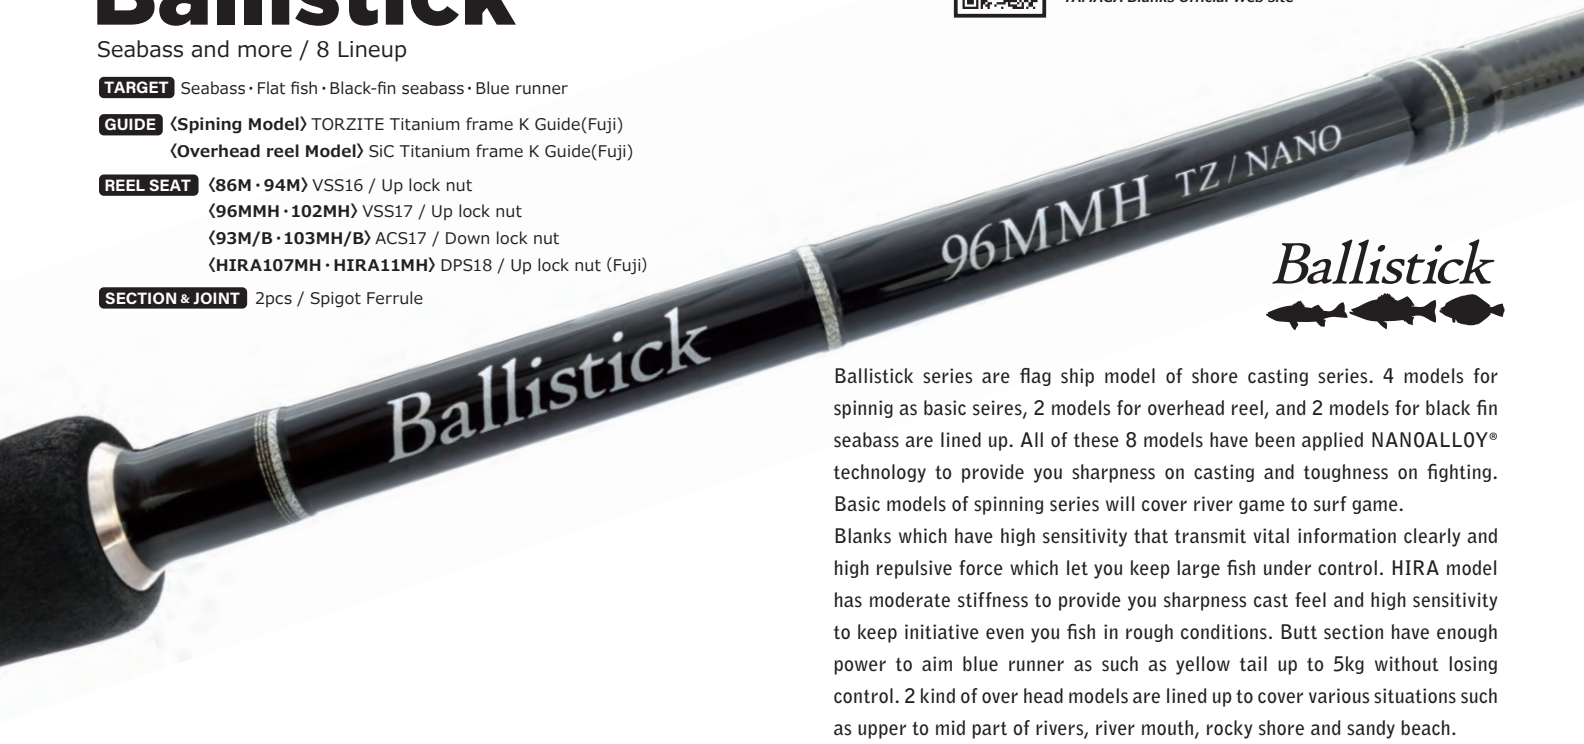 Ballistick
YAMAGA Blanks Official Web Site
Seabass and more / 8 Lineup
TARGET Seabass・Flat fish・Black-fin seabass・Blue runner
GUIDE 〈Spining Model〉 TORZITE Titanium frame K Guide(Fuji)
〈Overhead reel Model〉 SiC Titanium frame K Guide(Fuji)
REEL SEAT 〈86M・94M〉 VSS16 / Up lock nut
〈96MMH・102MH〉 VSS17 / Up lock nut
〈93M/B・103MH/B〉 ACS17 / Down lock nut
〈HIRA107MH・HIRA11MH〉 DPS18 / Up lock nut (Fuji)
SECTION & JOINT 2pcs / Spigot Ferrule
Ballistick
96MMH TZ / NANO
Ballistick
Ballistick series are flag ship model of shore casting series. 4 models for
spinnig as basic seires, 2 models for overhead reel, and 2 models for black fin
seabass are lined up. All of these 8 models have been applied NANOALLOY®
technology to provide you sharpness on casting and toughness on fighting.
Basic models of spinning series will cover river game to surf game.
Blanks which have high sensitivity that transmit vital information clearly and
high repulsive force which let you keep large fish under control. HIRA model
has moderate stiffness to provide you sharpness cast feel and high sensitivity
to keep initiative even you fish in rough conditions. Butt section have enough
power to aim blue runner as such as yellow tail up to 5kg without losing
control. 2 kind of over head models are lined up to cover various situations such
as upper to mid part of rivers, river mouth, rocky shore and sandy beach.